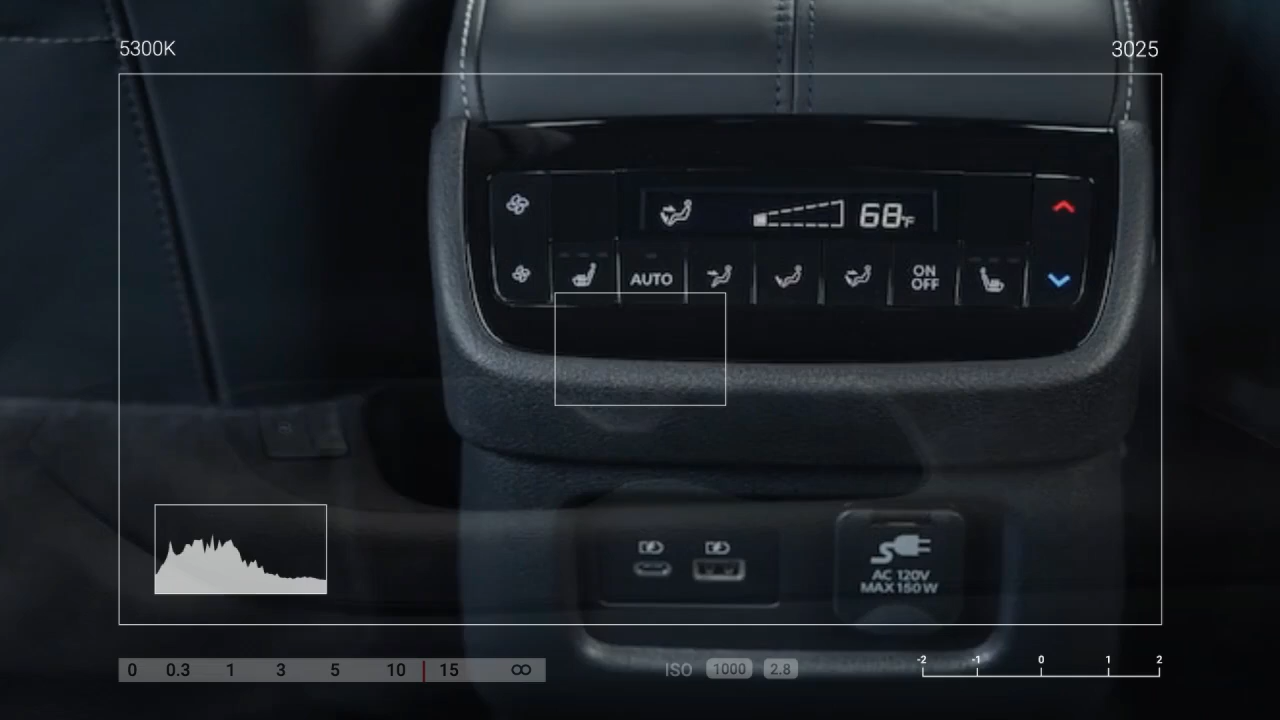 5300K
3025
68°F
AUTO
ON
OFF
AC 120V
MAX 150W
0 0.3 1 3 5 10 15 ∞
ISO 1000 2.8
-2 -1 0 1 2